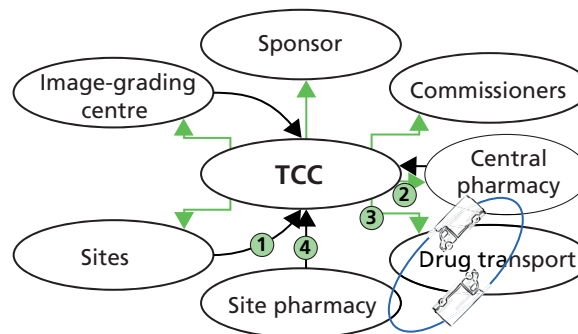 Sponsor
Image-grading
centre
Commissioners
TCC
Central
pharmacy
2
3
1
4
Sites
Drug transport
Site pharmacy